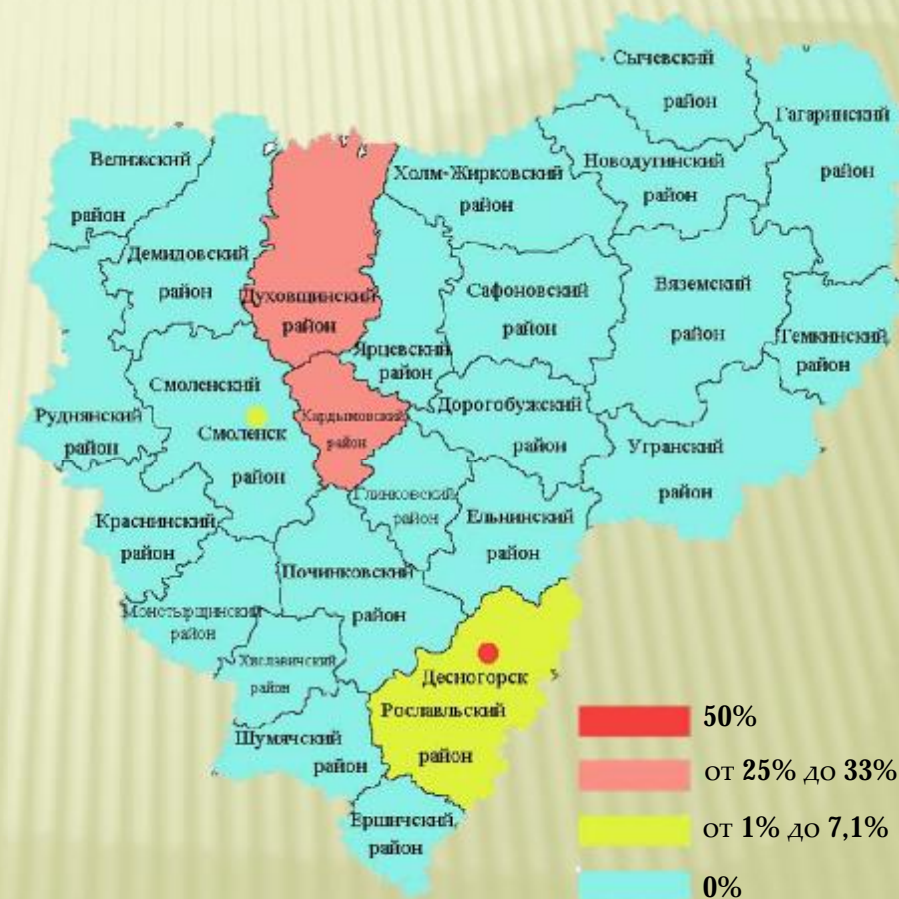 Сычевский
район
Гагаринский
район
Велижский
район
Холм-Жирковский
район
Новодугинский
район
Демидовский
район
Духовщинский
район
Сафоновский
район
Вяземский
район
Темкинский
район
Ярцевский
район
Смоленский
Смоленск
район
Руднянский
район
Кардымовский
район
Дорогобужский
район
Угранский
район
Глинковский
район
Ельнинский
район
Краснинский
район
Починковский
район
Монстырщинский
район
Хиславичский
район
Десногорск
Рославльский
район
Шумячский
район
Ершичский
район
50%
от 25% до 33%
от 1% до 7,1%
0%